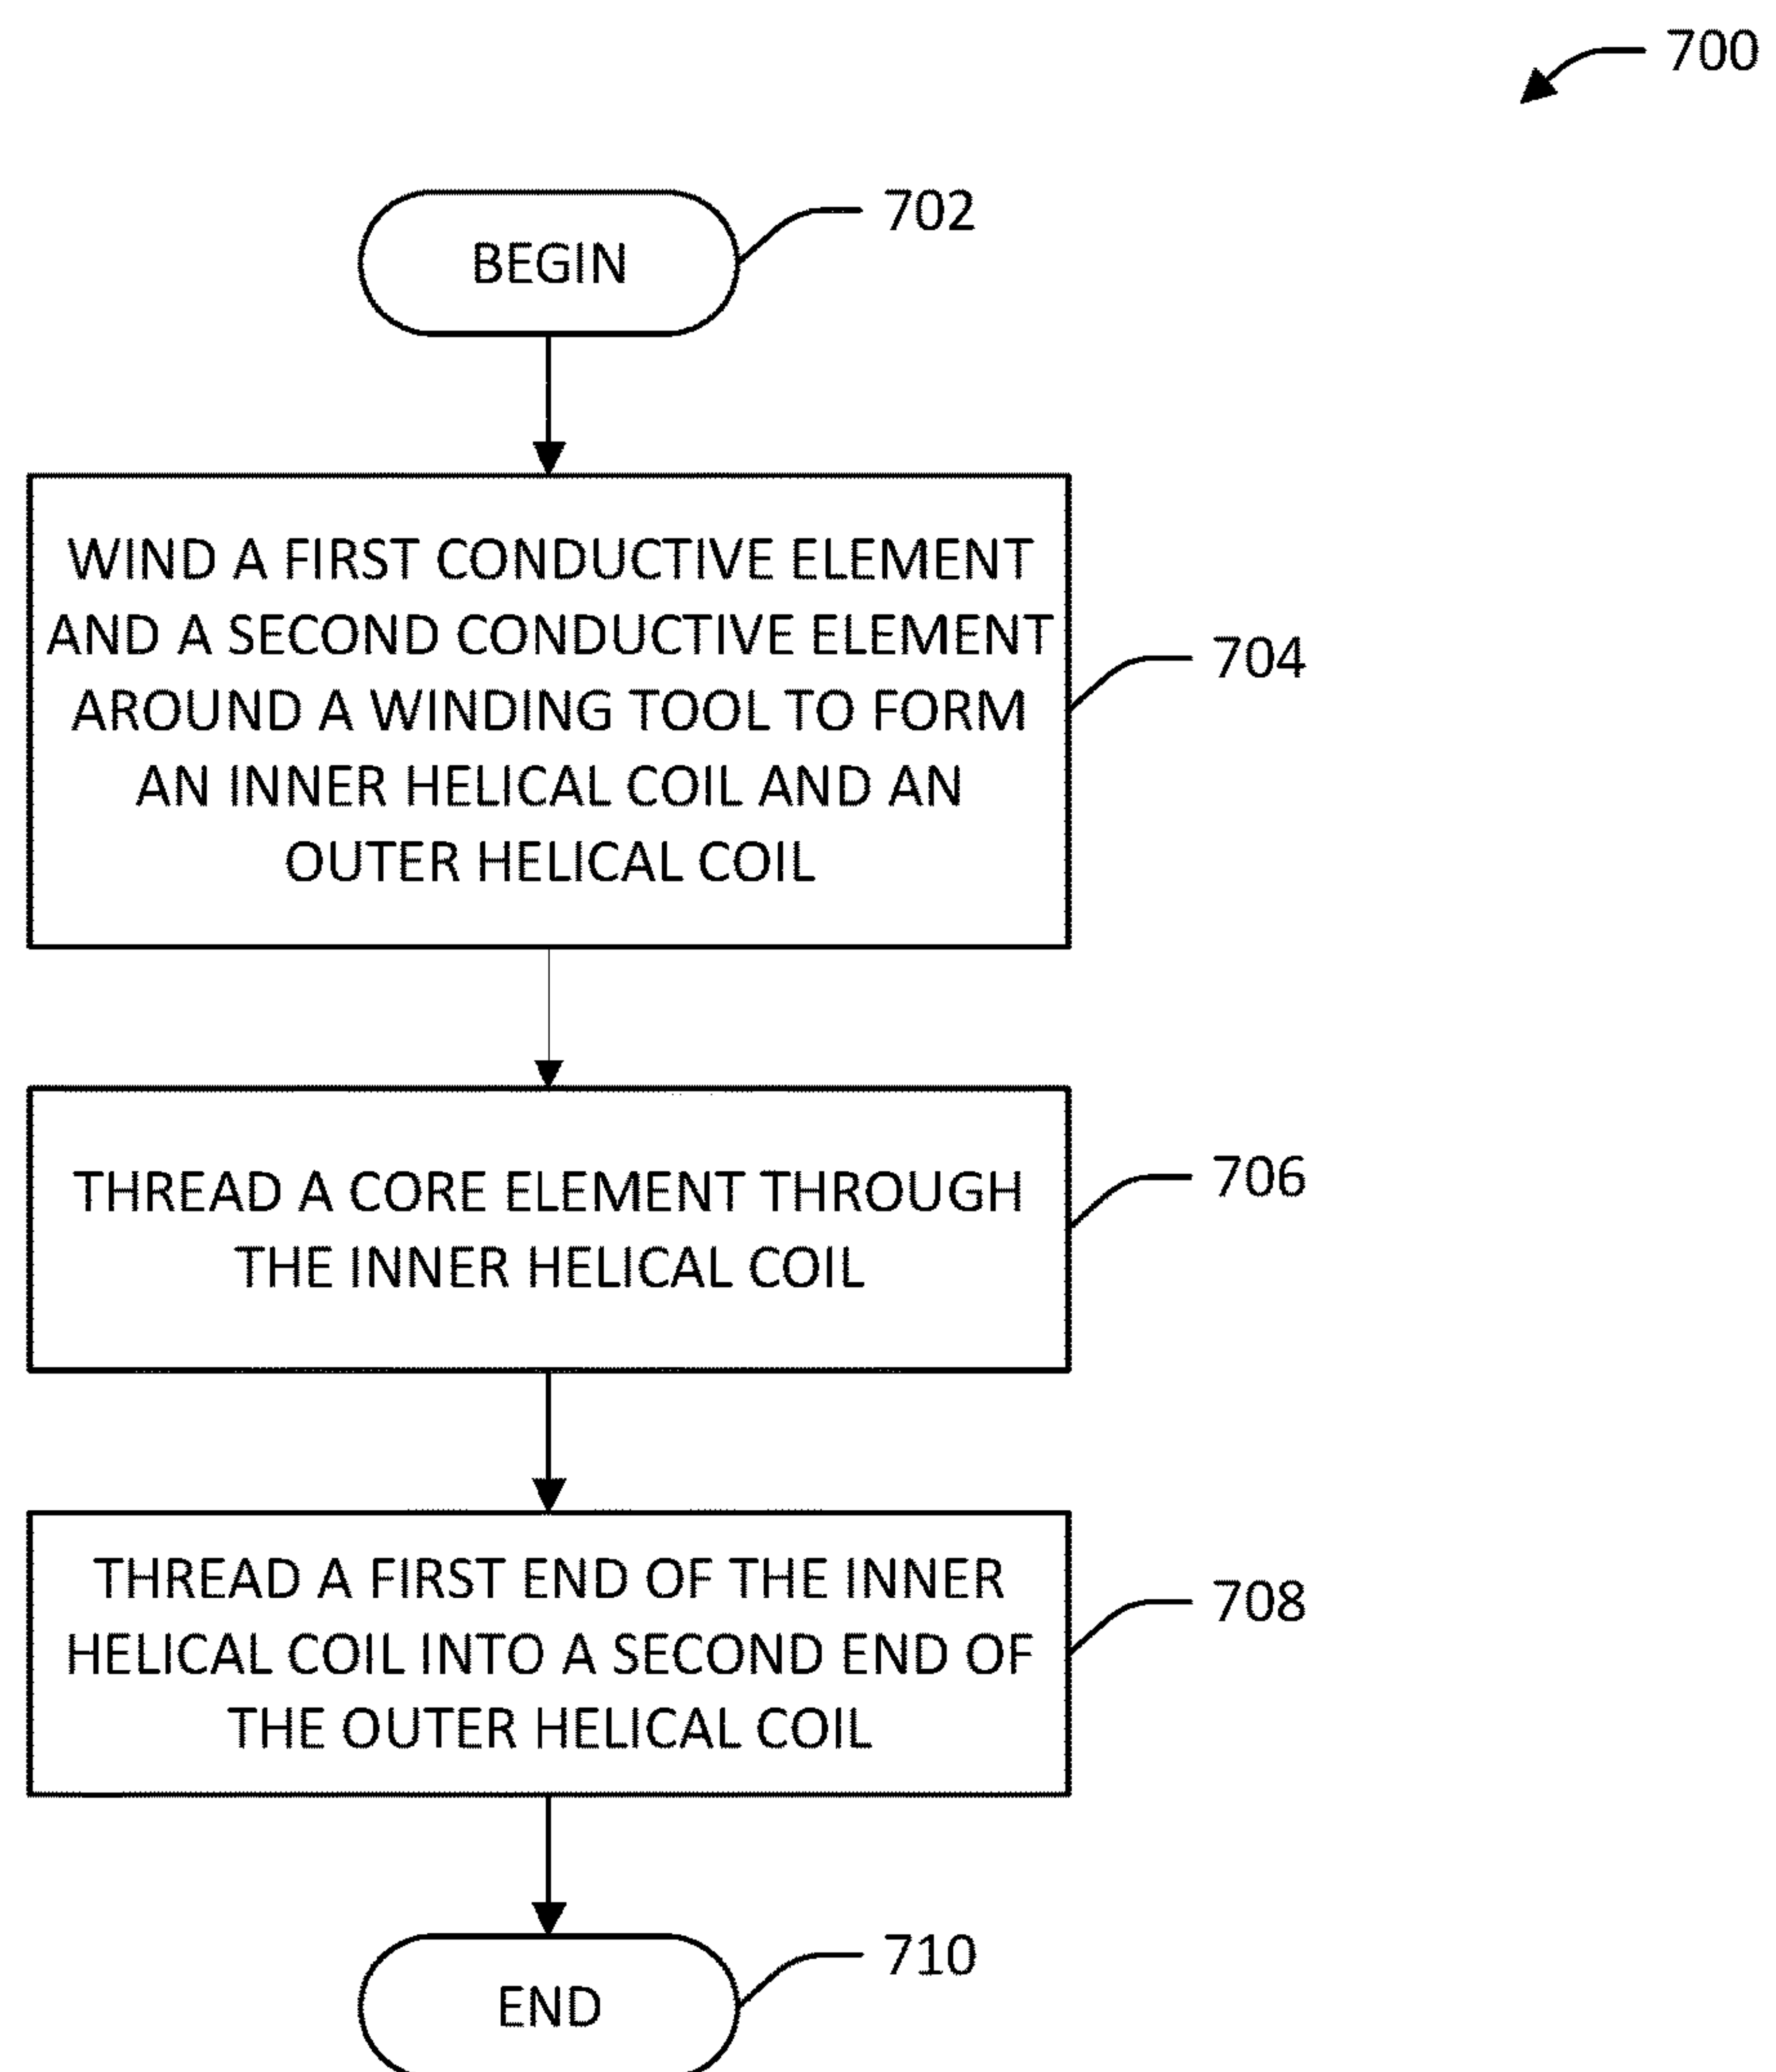 700
702
BEGIN
WIND A FIRST CONDUCTIVE ELEMENT
AND A SECOND CONDUCTIVE ELEMENT
AROUND A WINDING TOOL TO FORM
AN INNER HELICAL COIL AND AN
OUTER HELICAL COIL
704
THREAD A CORE ELEMENT THROUGH
THE INNER HELICAL COIL
706
THREAD A FIRST END OF THE INNER
HELICAL COIL INTO A SECOND END OF
THE OUTER HELICAL COIL
708
710
END